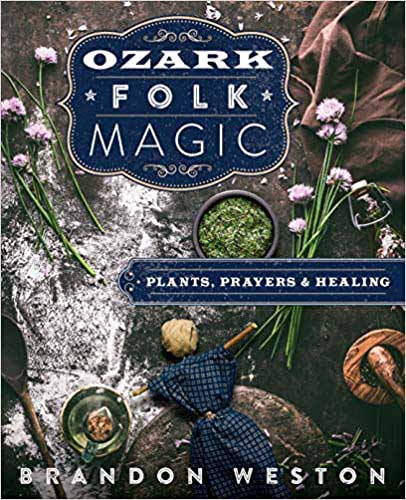 OZARK
FOLK
MAGIC
PLANTS, PRAYERS & HEALING
BRANDON WESTON